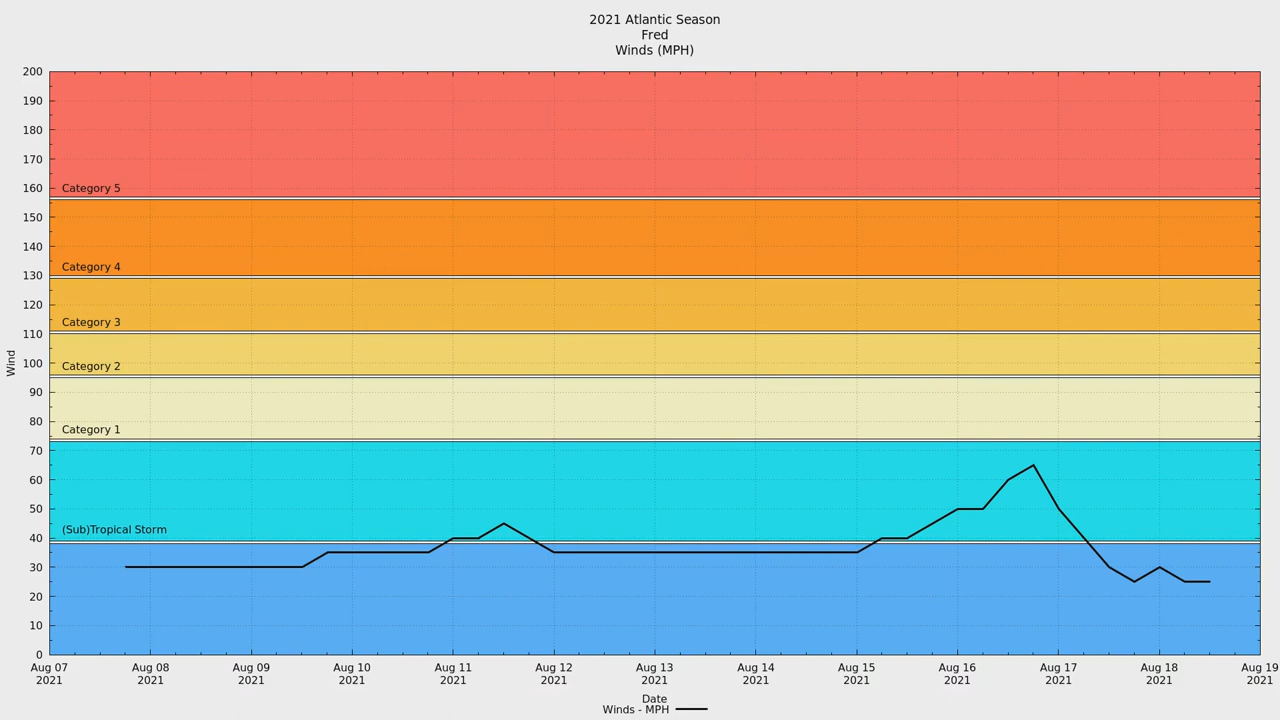 2021 Atlantic Season
Fred
Winds (MPH)
200
190
180
170
160
150
140
130
120
110
100
90
80
70
60
50
40
30
20
10
0
Wind
Category 5
Category 4
Category 3
Category 2
Category 1
(Sub)Tropical Storm
Aug 07 Aug 08 Aug 09 Aug 10 Aug 11 Aug 12 Aug 13 Aug 14 Aug 15 Aug 16 Aug 17 Aug 18 Aug 19
2021 2021 2021 2021 2021 2021 2021 2021 2021 2021 2021 2021 2021
Date
Winds - MPH